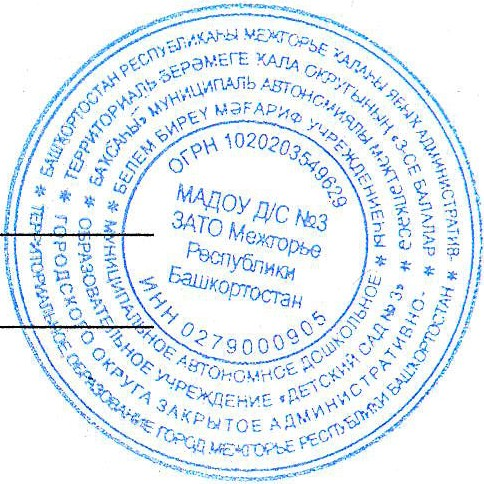 БАШҠОРТОСТАН РЕСПУБЛИКАҺЫ МЕЖГОРЬЕ ҠАЛАҺЫ ЯБЫҠ АДМИНИСТРАТИВ-
ТЕРРИТОРИАЛЬ БЕРӘМЕГЕ ҠАЛА ОКРУГЫНЫҢ «3-СЕ БАЛАЛАР
БАҠСАҺЫ» МУНИЦИПАЛЬ АВТОНОМИЯЛЫ МӘКТӘПКӘСӘ
БЕЛЕМ БИРЕҮ МӘҒАРИФ УЧРЕЖДЕНИЕҺЫ
МУНИЦИПАЛЬНОЕ АВТОНОМНОЕ ДОШКОЛЬНОЕ
ОБРАЗОВАТЕЛЬНОЕ УЧРЕЖДЕНИЕ «ДЕТСКИЙ САД № 3»
ГОРОДСКОГО ОКРУГА ЗАКРЫТОЕ АДМИНИСТРАТИВНО-
ТЕРРИТОРИАЛЬНОЕ ОБРАЗОВАНИЕ ГОРОД МЕЖГОРЬЕ РЕСПУБЛИКИ БАШКОРТОСТАН
ОГРН 1020203549629
МАДОУ Д/С №3
ЗАТО Межгорье
Республики
Башкортостан
ИНН 0279000905